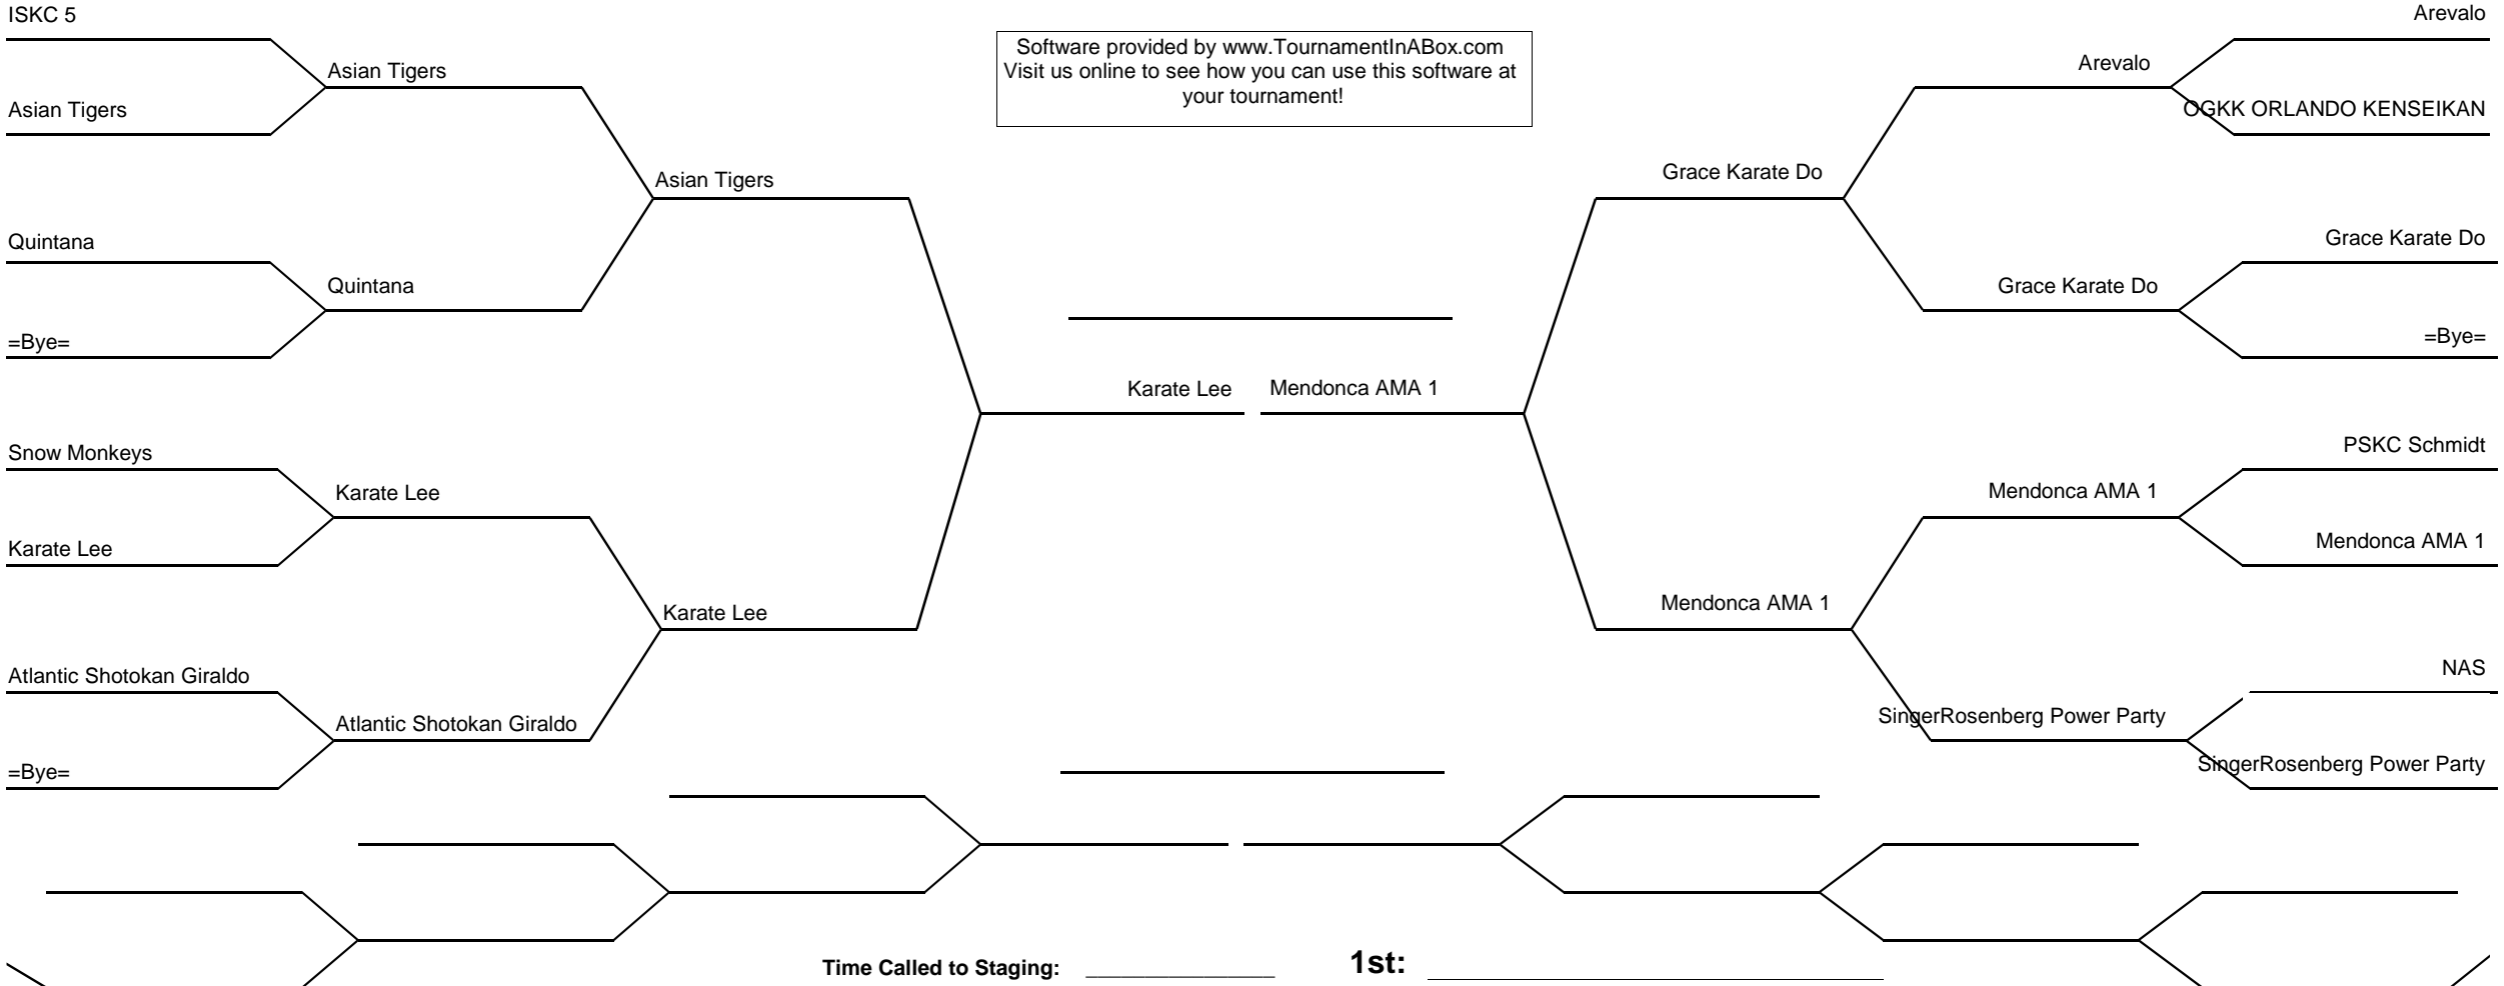 ISKC 5
Asian Tigers
Asian Tigers
Quintana
Quintana
=Bye=
Asian Tigers
Snow Monkeys
Karate Lee
Karate Lee
Atlantic Shotokan Giraldo
Atlantic Shotokan Giraldo
=Bye=
Karate Lee
Software provided by www.TournamentInABox.com
Visit us online to see how you can use this software at
your tournament!
Karate Lee
Mendonca AMA 1
Grace Karate Do
Mendonca AMA 1
Arevalo
Arevalo
OGKK ORLANDO KENSEIKAN
Grace Karate Do
Grace Karate Do
=Bye=
PSKC Schmidt
Mendonca AMA 1
Mendonca AMA 1
NAS
SingerRosenberg Power Party
SingerRosenberg Power Party
Time Called to Staging: ________________
1st: ______________________________